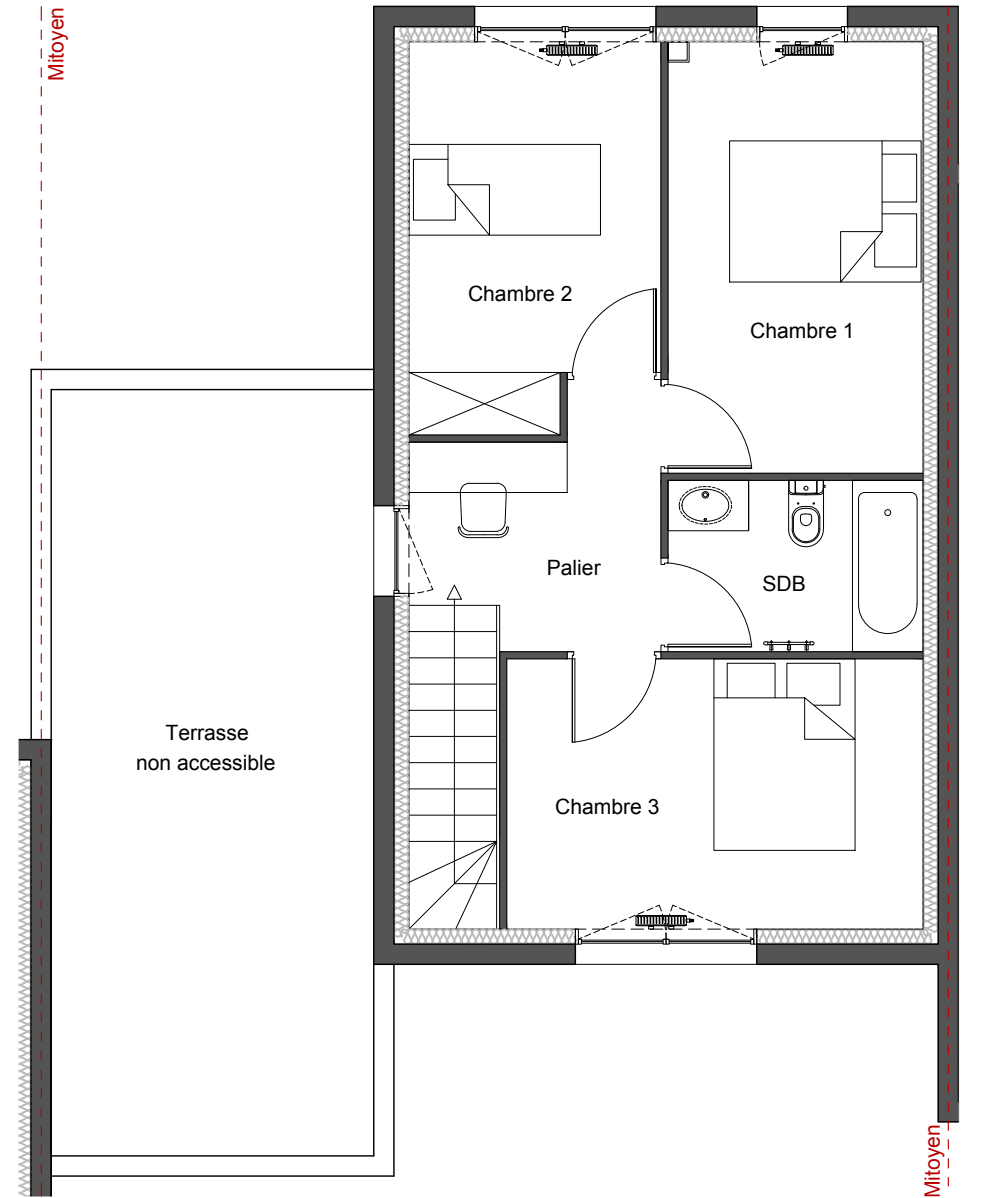 Mitoyen
Chambre 2
Chambre 1
Palier
SDB
Terrasse
non accessible
Chambre 3
Mitoyen